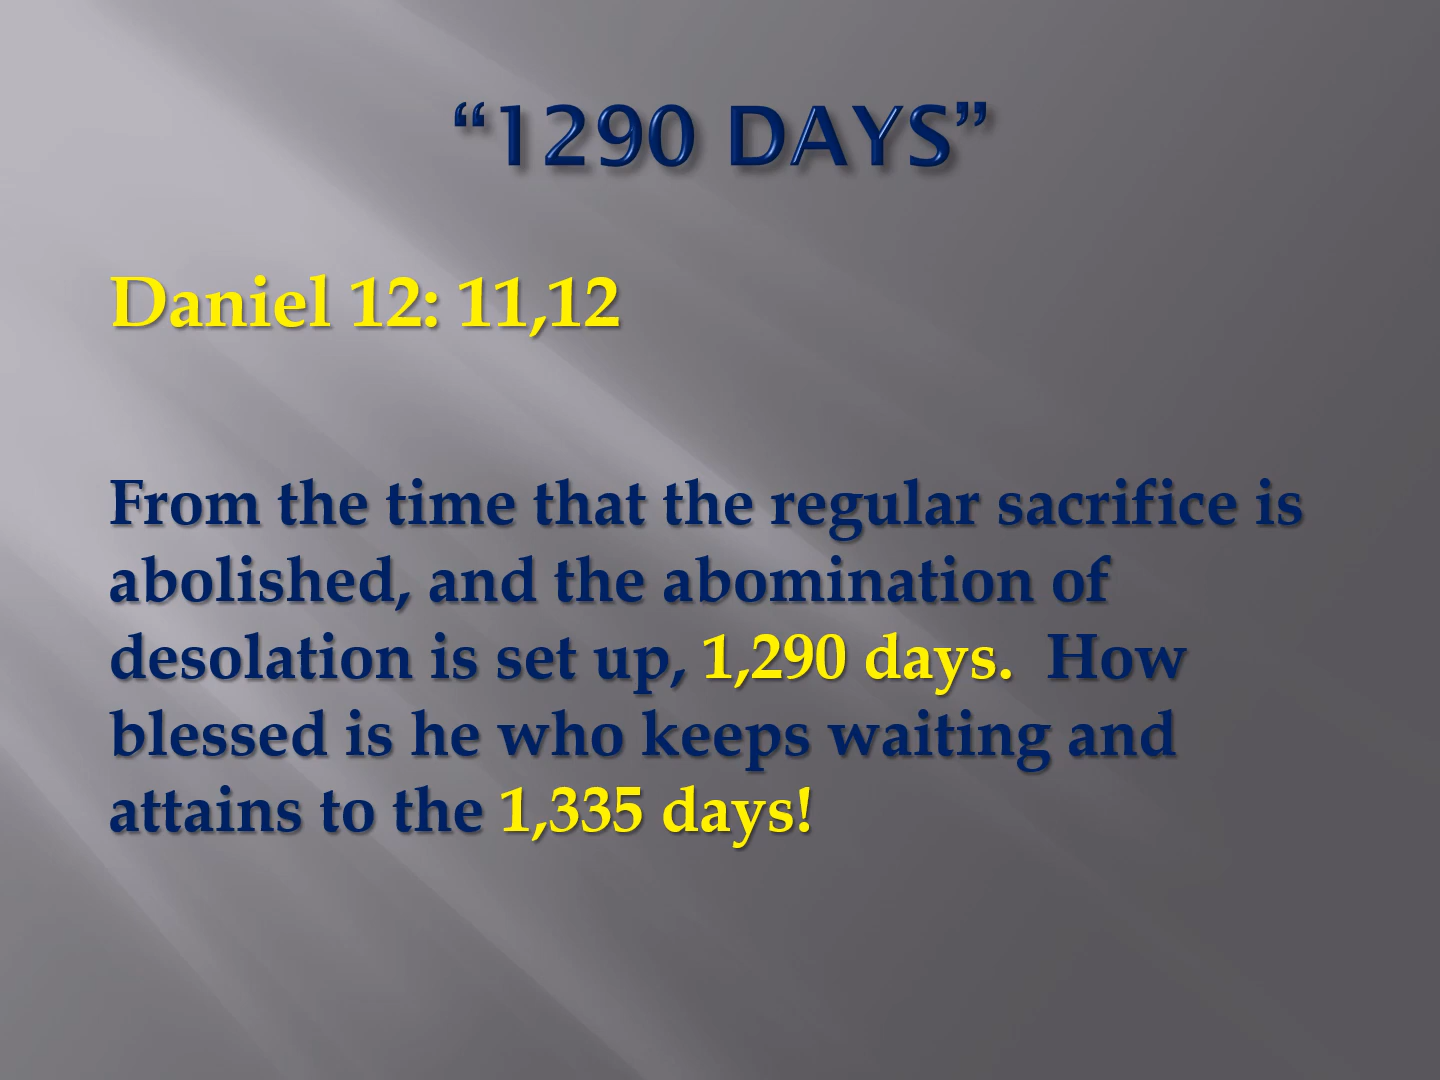 “1290 DAYS”
Daniel 12: 11,12
From the time that the regular sacrifice is
abolished, and the abomination of
desolation is set up, 1,290 days.  How
blessed is he who keeps waiting and
attains to the 1,335 days!